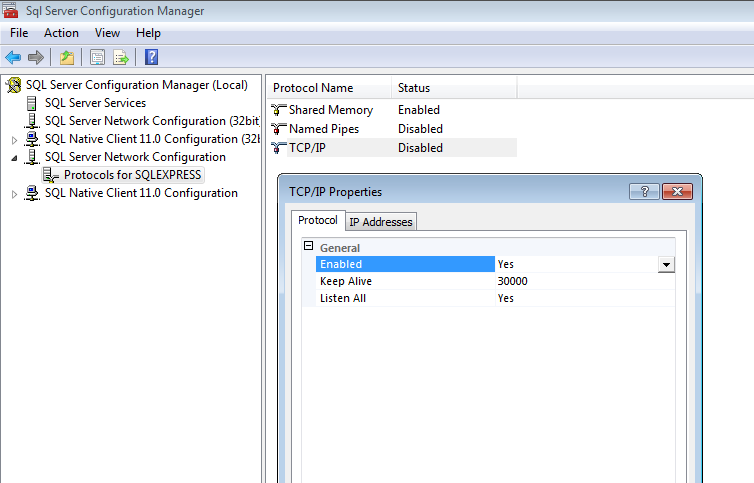 Sql Server Configuration Manager
File Action View Help
SQL Server Configuration Manager (Local)
SQL Server Services
SQL Server Network Configuration (32bit
SQL Native Client 11.0 Configuration (32b
SQL Server Network Configuration
Protocols for SQLEXPRESS
SQL Native Client 11.0 Configuration
Protocol Name Status
Shared Memory Enabled
Named Pipes Disabled
TCP/IP Disabled
TCP/IP Properties
Protocol IP Addresses
General
Enabled Yes
Keep Alive 30000
Listen All Yes